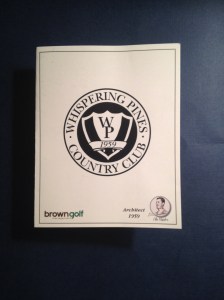 WHISPERING PINES
WP
1959
COUNTRY CLUB
browngolf
Architect
1959